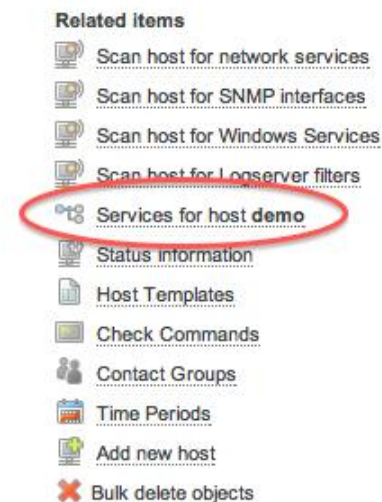 Related items
Scan host for network services
Scan host for SNMP interfaces
Scan host for Windows Services
Scan host for Logserver filters
Services for host demo
Status Information
Host Templates
Check Commands
Contact Groups
Time Periods
Add new host
Bulk delete objects